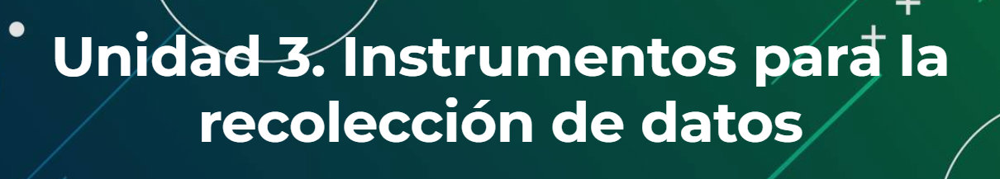 Unidad 3. Instrumentos para la
recolección de datos